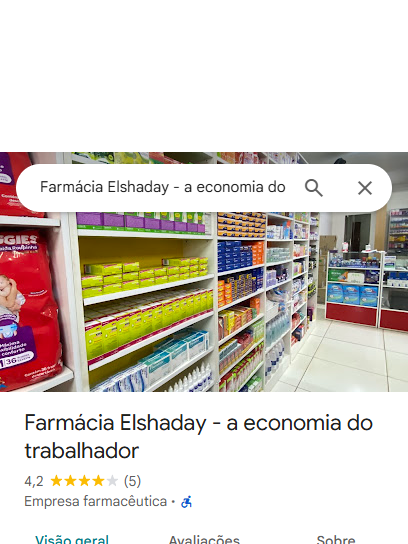 Farmácia Elshaday - a economia do
GGIES
Farmácia Elshaday - a economia do
trabalhador
4,2 (5)
Empresa farmacêutica ·
Visão geral Avaliações Sobre